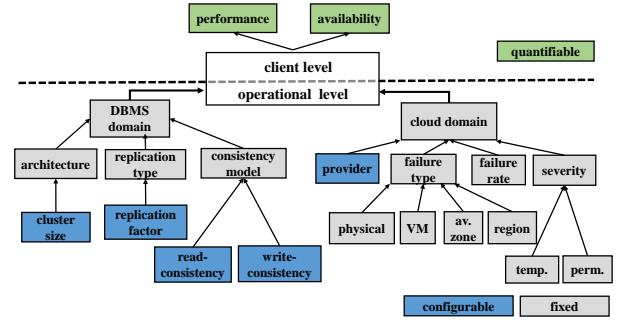 performance
availability
client level
quantifiable
operational level
DBMS
domain
cloud domain
architecture
replication
type
consistency
model
provider
failure
type
failure
rate
severity
cluster
size
replication
factor
physical
VM
av.
zone
region
read-
consistency
write-
consistency
temp.
perm.
configurable
fixed